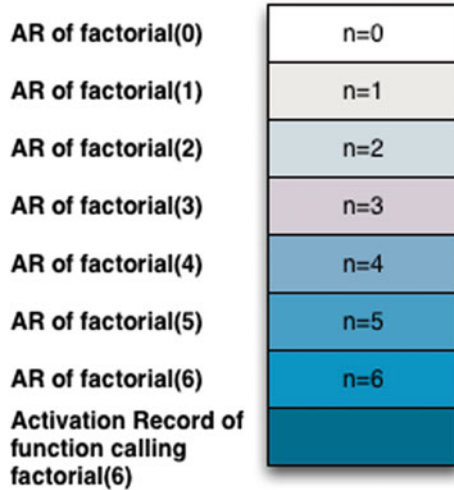 AR of factorial(0) n=0
AR of factorial(1) n=1
AR of factorial(2) n=2
AR of factorial(3) n=3
AR of factorial(4) n=4
AR of factorial(5) n=5
AR of factorial(6) n=6
Activation Record of
function calling
factorial(6)